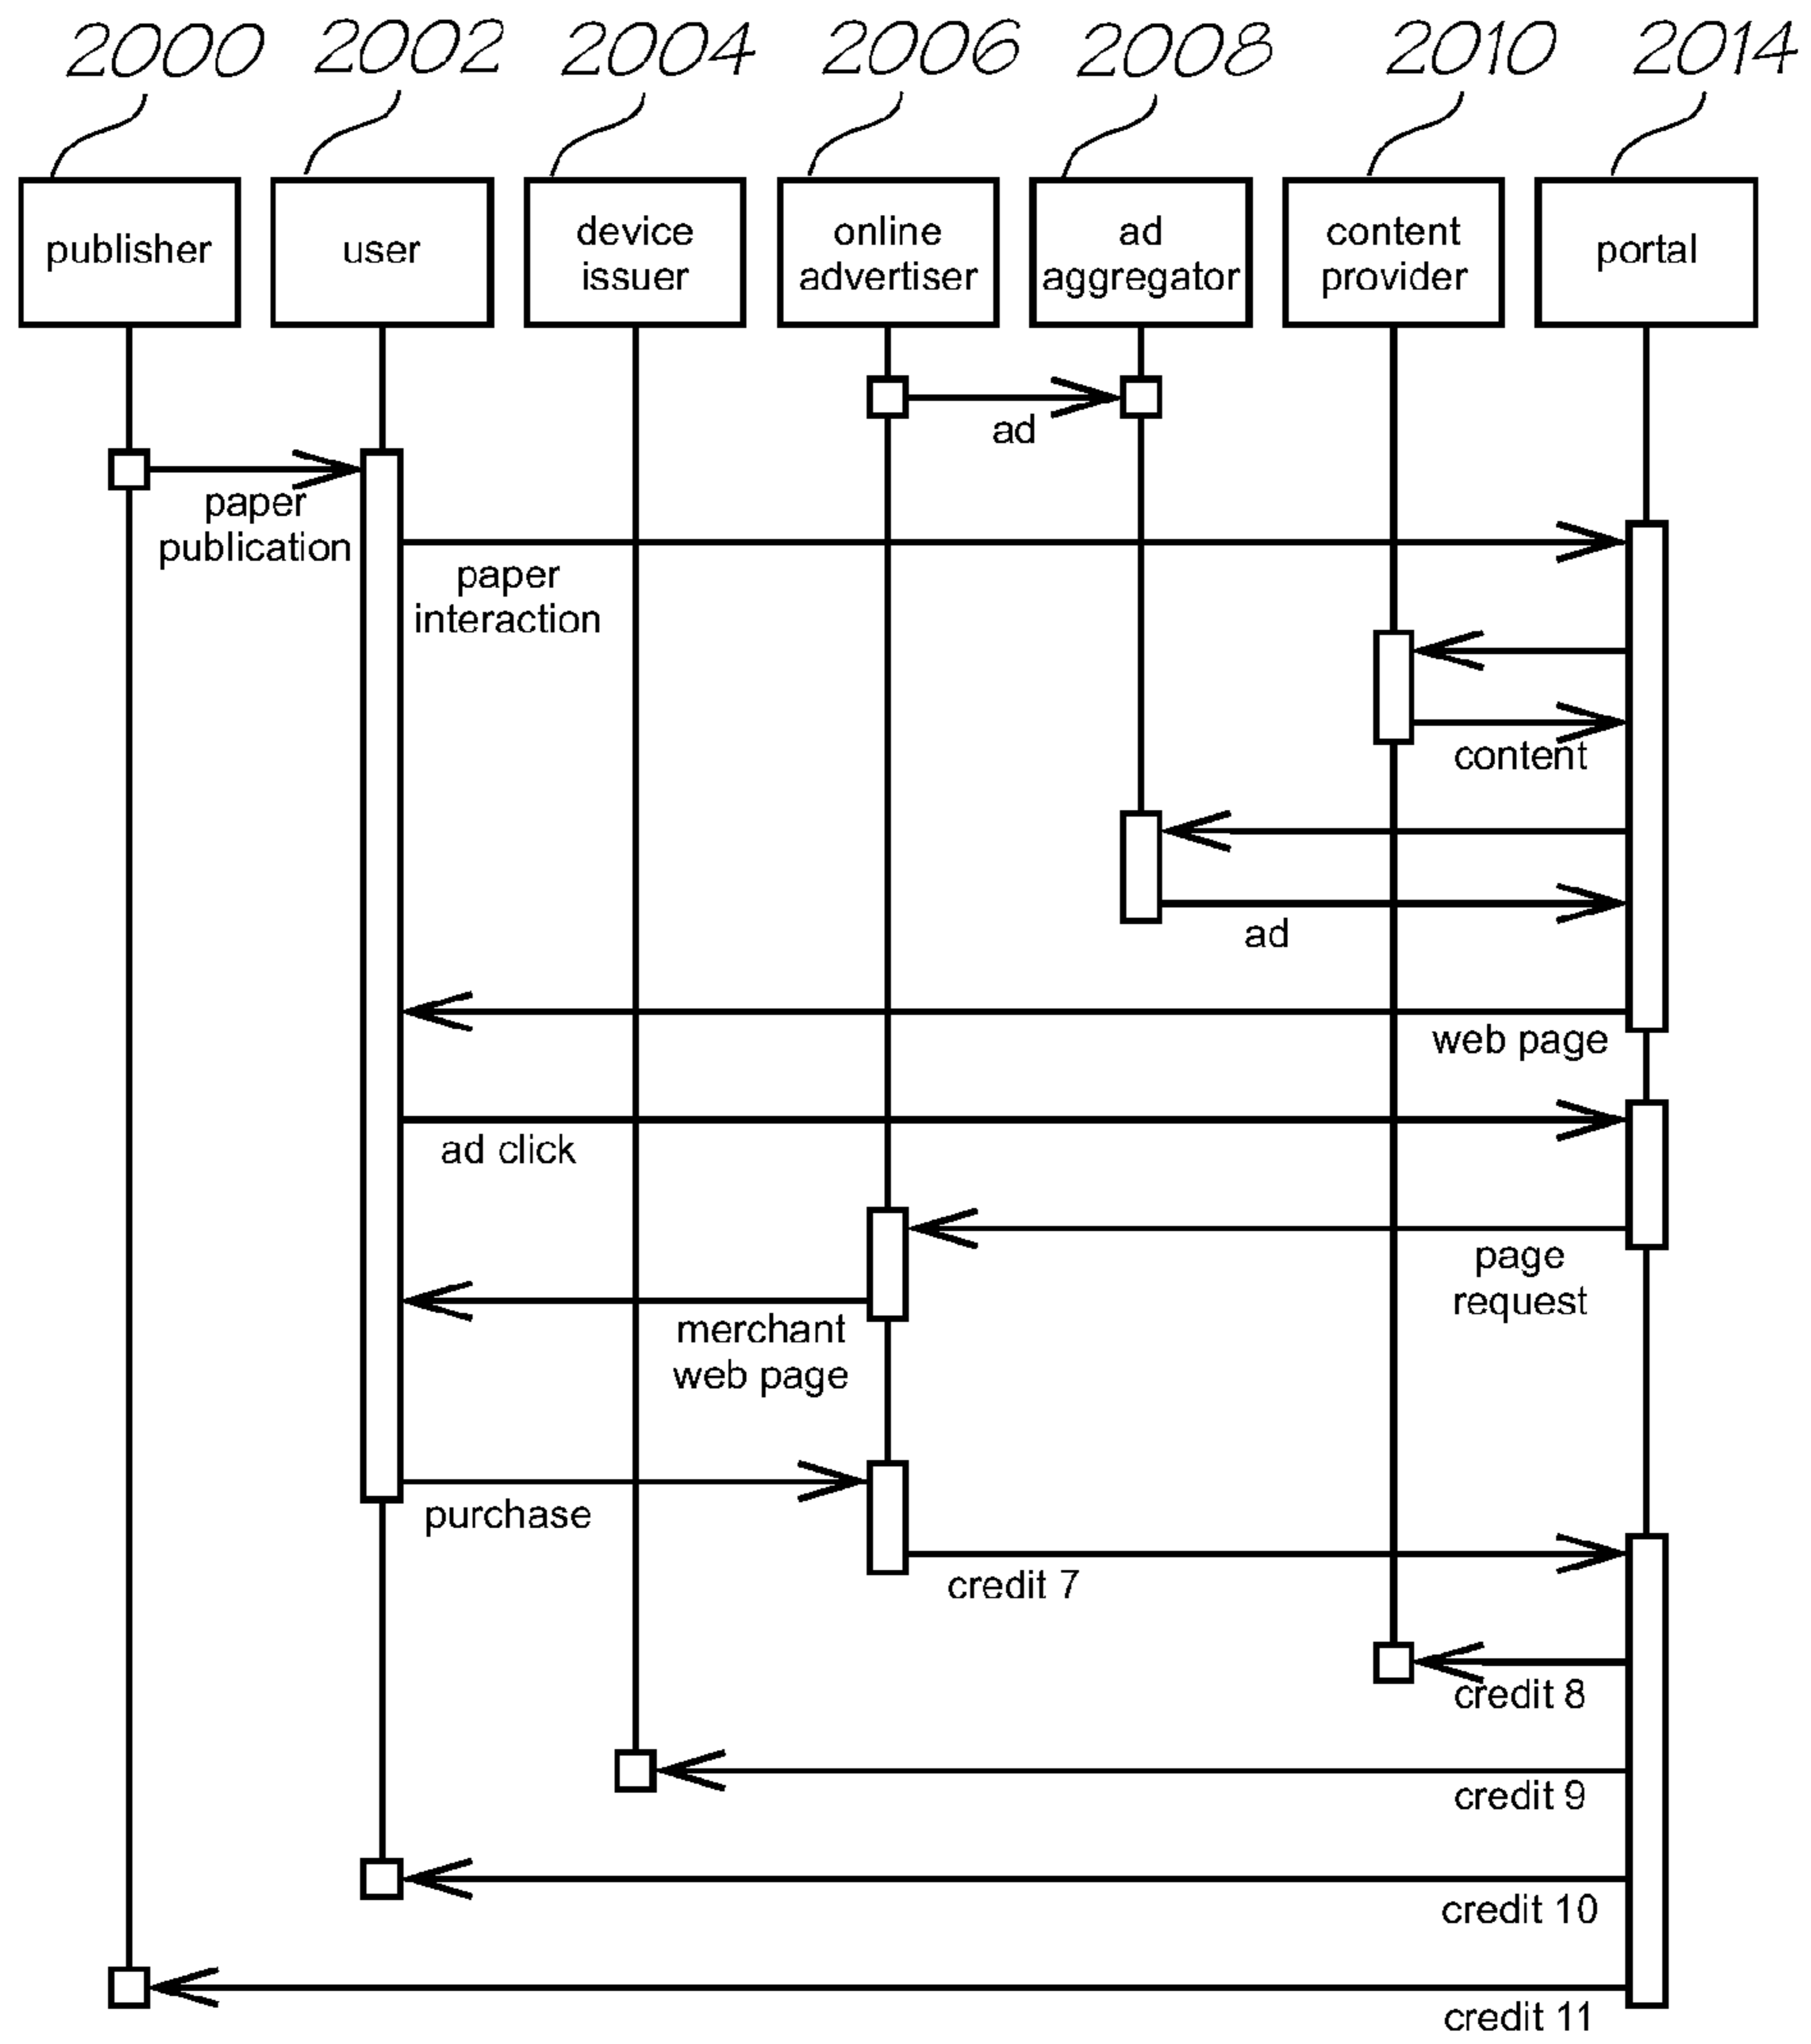 2000 2002 2004 2006 2008 2010 2014
publisher
user
device
issuer
online
advertiser
ad
aggregator
content
provider
portal
ad
paper
publication
paper
interaction
content
ad
web page
ad click
page
request
merchant
web page
purchase
credit 7
credit 8
credit 9
credit 10
credit 11